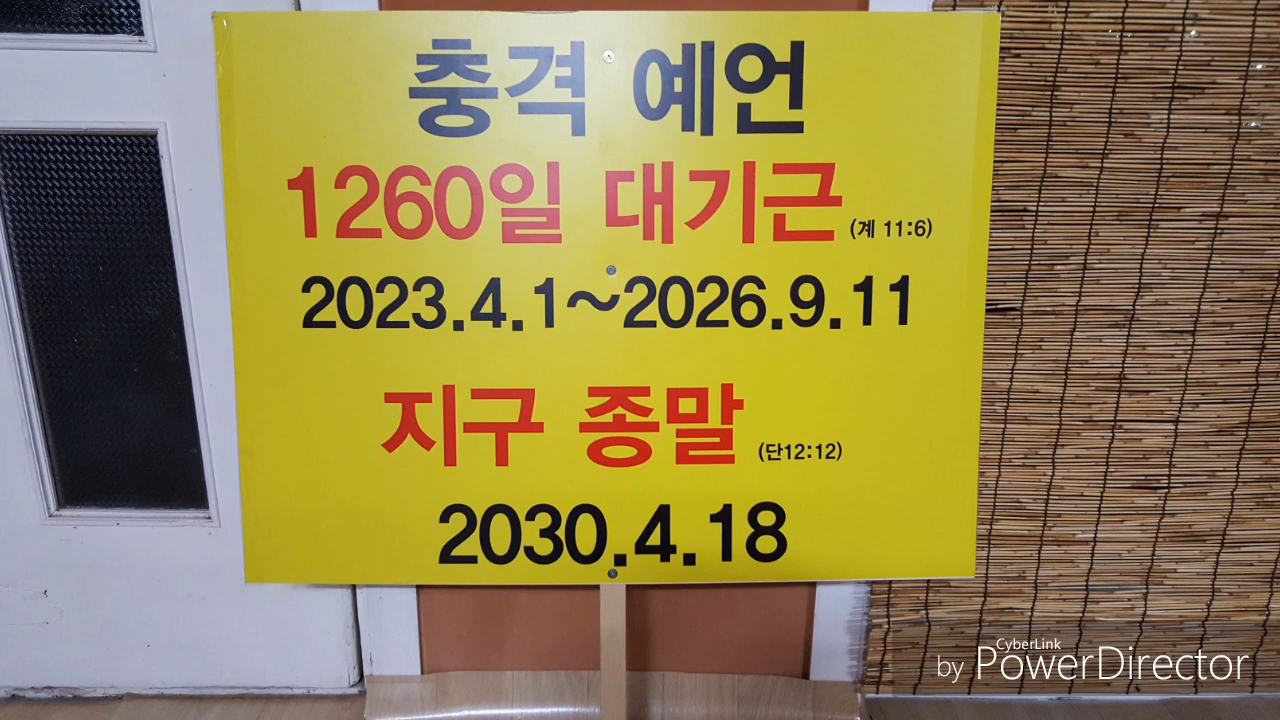 충격 예언
1260일 대기근 (계 11:6)
2023.4.1~2026.9.11
지구 종말 (단12:12)
2030.4.18
CyberLink
by PowerDirector